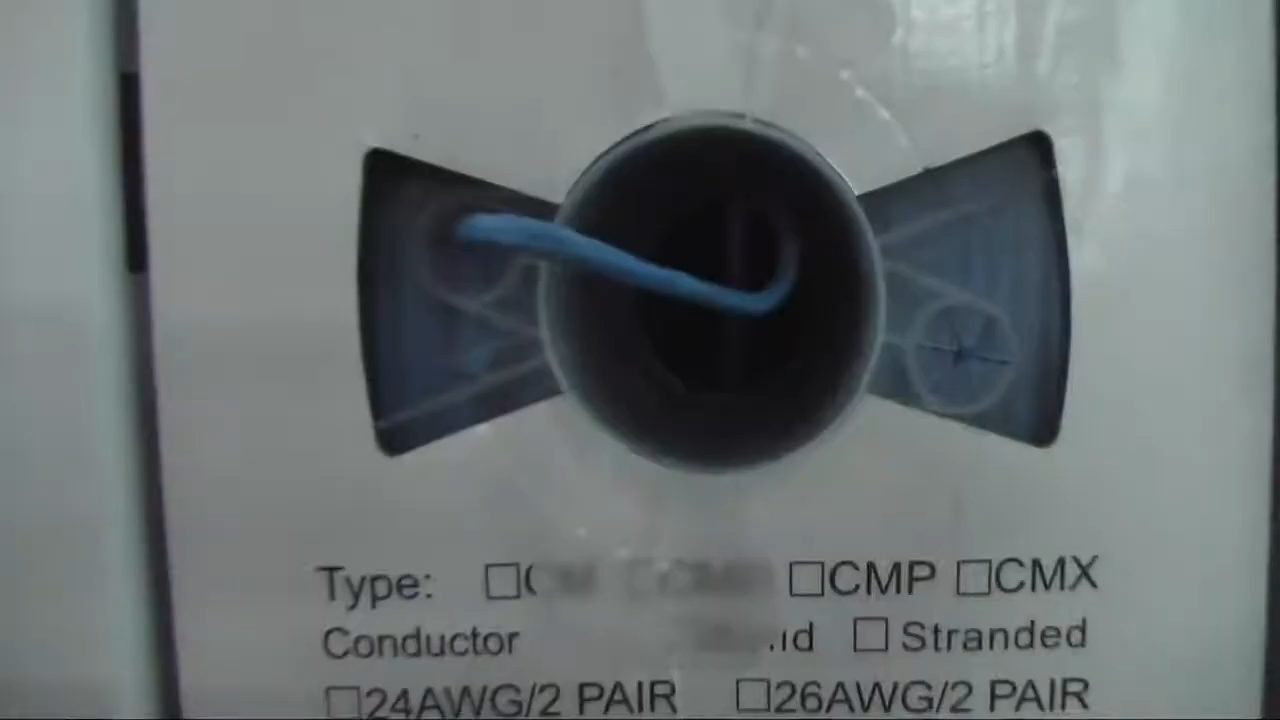 Type: □CMP □CMX
Conductor □ Stranded
□24AWG/2 PAIR □26AWG/2 PAIR